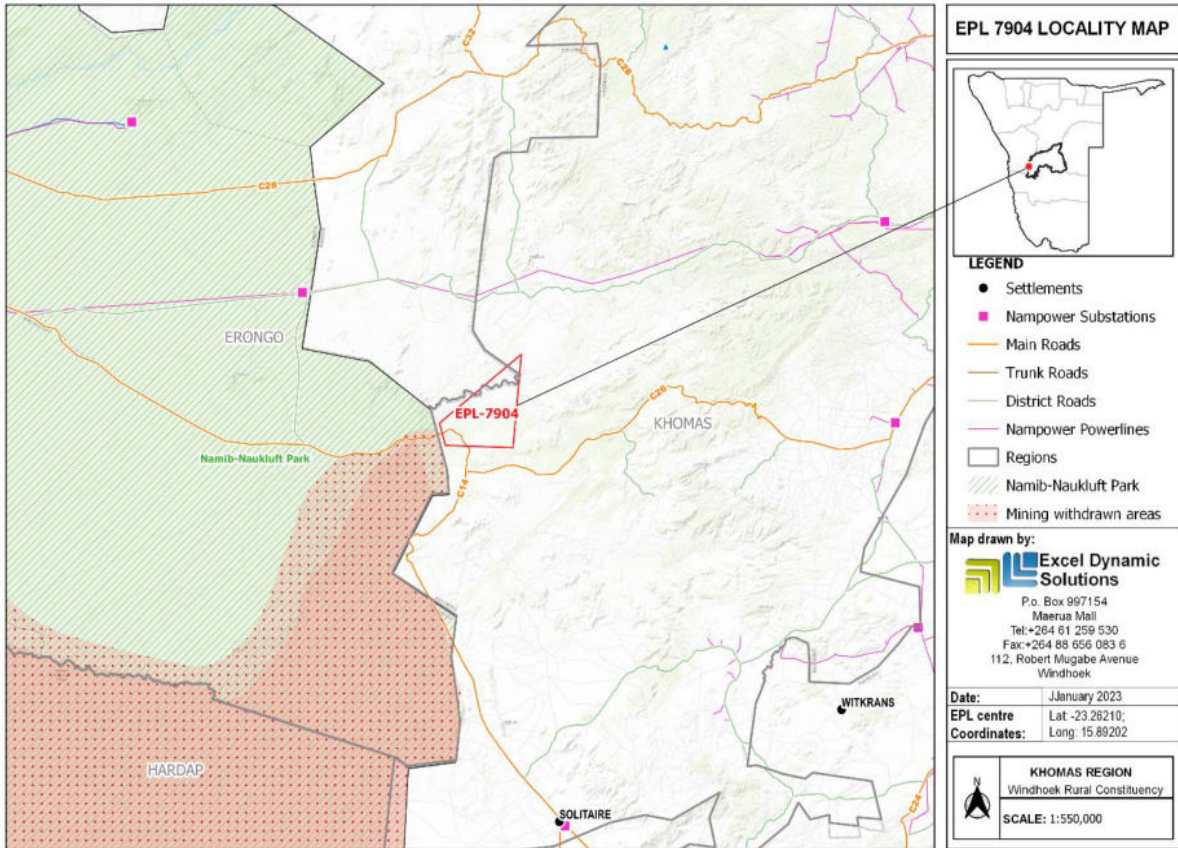 EPL 7904 LOCALITY MAP
C32
C28
C28
ERONGO
EPL-7904
KHOMAS
C26
Namib-Naukluft Park
C14
WITKRANS
HARDAP
SOLITAIRE
C24
LEGEND
Settlements
Nampower Substations
Main Roads
Trunk Roads
District Roads
Nampower Powerlines
Regions
Namib-Naukluft Park
Mining withdrawn areas
Map drawn by:
Excel Dynamic
Solutions
P.o. Box 997154
Maerua Mall
Tel:+264 61 259 530
Fax:+264 88 656 083 6
112, Robert Mugabe Avenue
Windhoek
Date: JJanuary 2023
EPL centre Lat: -23.26210;
Coordinates: Long: 15.89202
N
KHOMAS REGION
Windhoek Rural Constituency
SCALE: 1:550,000